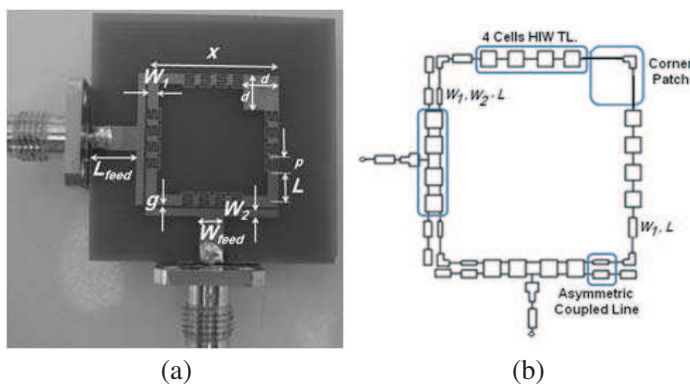 X
W1
d
d
p
Lfeed
L
g
W2
Wfeed
(a)
4 Cells HIW TL.
Corner
Patch
W1, W2, L
W1, L
Asymmetric
Coupled Line
(b)